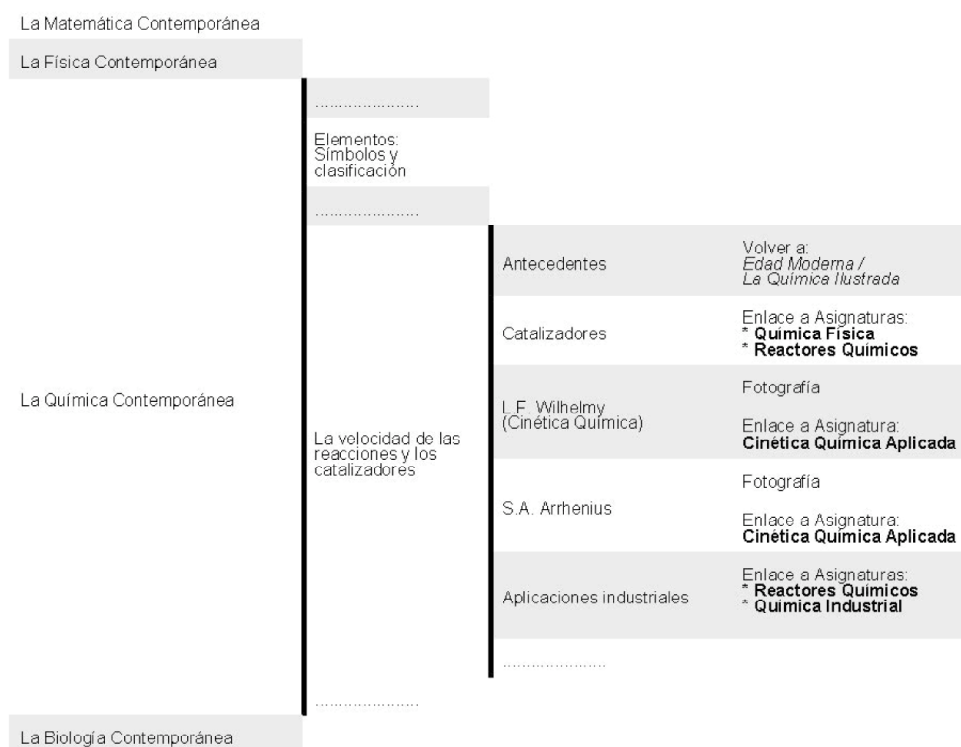 La Matemática Contemporánea
La Física Contemporánea
......................
Elementos:
Símbolos y
clasificación
......................
Antecedentes
Volver a:
Edad Moderna /
La Química Ilustrada
Catalizadores
Enlace a Asignaturas:
* Química Física
* Reactores Químicos
La Química Contemporánea
La velocidad de las
reacciones y los
catalizadores
L.F. Wilhelmy
(Cinética Química)
Fotografía
Enlace a Asignatura:
Cinética Química Aplicada
S.A. Arrhenius
Fotografía
Enlace a Asignatura:
Cinética Química Aplicada
Aplicaciones industriales
Enlace a Asignaturas:
* Reactores Químicos
* Química Industrial
......................
......................
La Biología Contemporánea